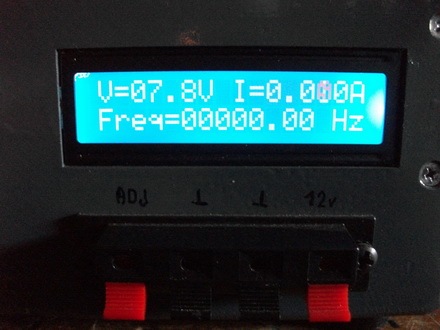 V=07.8V I=0.000A
Freq=00000.00 Hz
ADJ ⊥ ⊥ 12v